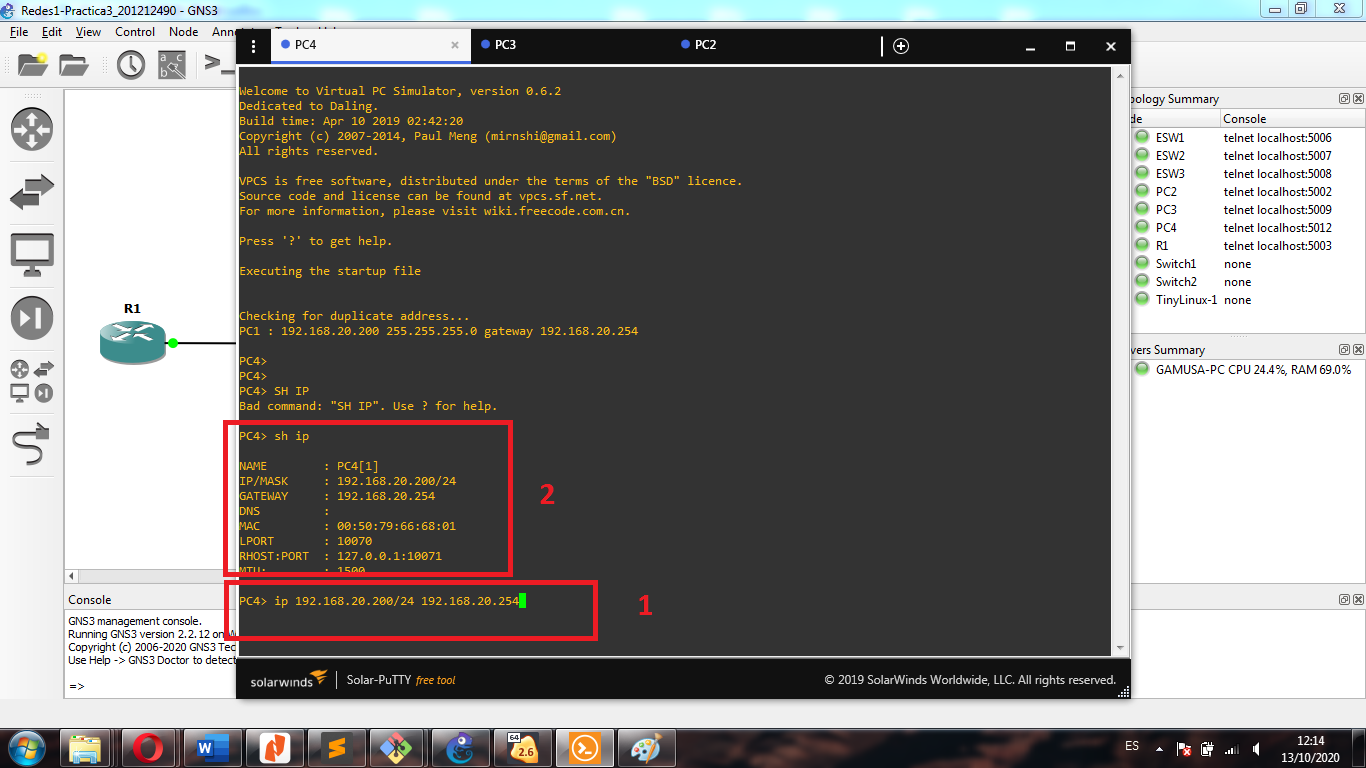 Redes1-Practica3_201212490 - GNS3
File Edit View Control Node
PC4
PC3
PC2
Welcome to Virtual PC Simulator, version 0.6.2
Dedicated to Daling.
Build time: Apr 10 2019 02:42:20
Copyright (c) 2007-2014, Paul Meng (mirnshi@gmail.com)
All rights reserved.
VPCS is free software, distributed under the terms of the "BSD" licence.
Source code and license can be found at vpcs.sf.net.
For more information, please visit wiki.freecode.com.cn.
Press '?' to get help.
Executing the startup file
Checking for duplicate address...
PC1 : 192.168.20.200 255.255.255.0 gateway 192.168.20.254
PC4>
PC4>
PC4> SH IP
Bad command: "SH IP". Use ? for help.
PC4> sh ip
NAME : PC4[1]
IP/MASK : 192.168.20.200/24
GATEWAY : 192.168.20.254
DNS :
MAC : 00:50:79:66:68:01
LPORT : 10070
RHOST:PORT : 127.0.0.1:10071
MTU: : 1500
PC4> ip 192.168.20.200/24 192.168.20.254
2
1
solarwinds Solar-PuTTY free tool
© 2019 SolarWinds Worldwide, LLC. All rights reserved.
R1
pology Summary
de Console
ESW1 telnet localhost:5006
ESW2 telnet localhost:5007
ESW3 telnet localhost:5008
PC2 telnet localhost:5002
PC3 telnet localhost:5009
PC4 telnet localhost:5012
R1 telnet localhost:5003
Switch1 none
Switch2 none
TinyLinux-1 none
vers Summary
GAMUSA-PC CPU 24.4%, RAM 69.0%
Console
GNS3 management console.
Running GNS3 version 2.2.12 on
Copyright (c) 2006-2020 GNS3 Tec
Use Help -> GNS3 Doctor to detect
=>
64
2.6
ES
12:14
13/10/2020